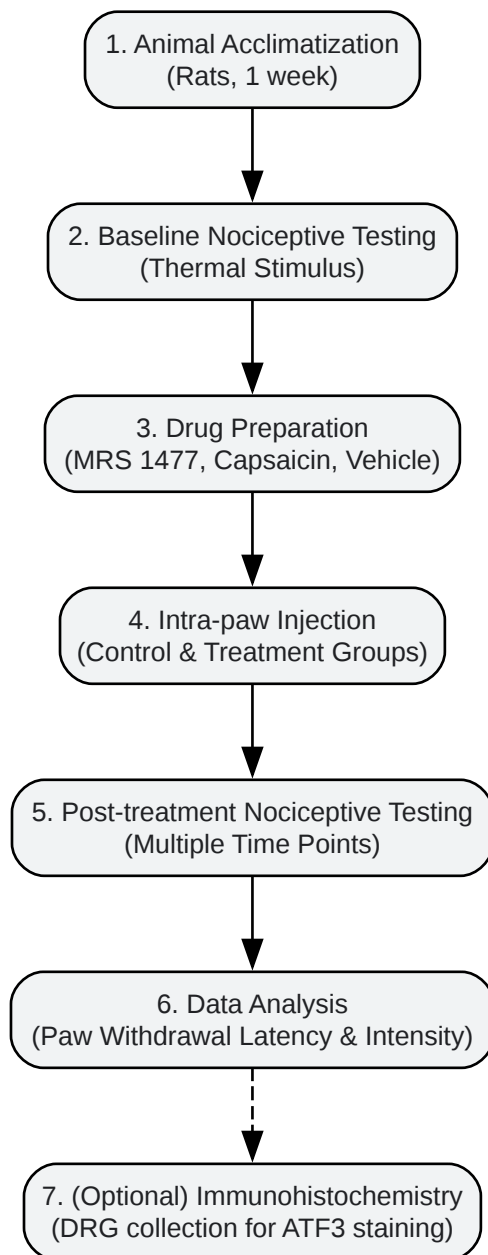 1. Animal Acclimatization
(Rats, 1 week)
2. Baseline Nociceptive Testing
(Thermal Stimulus)
3. Drug Preparation
(MRS 1477, Capsaicin, Vehicle)
4. Intra-paw Injection
(Control & Treatment Groups)
5. Post-treatment Nociceptive Testing
(Multiple Time Points)
6. Data Analysis
(Paw Withdrawal Latency & Intensity)
7. (Optional) Immunohistochemistry
(DRG collection for ATF3 staining)